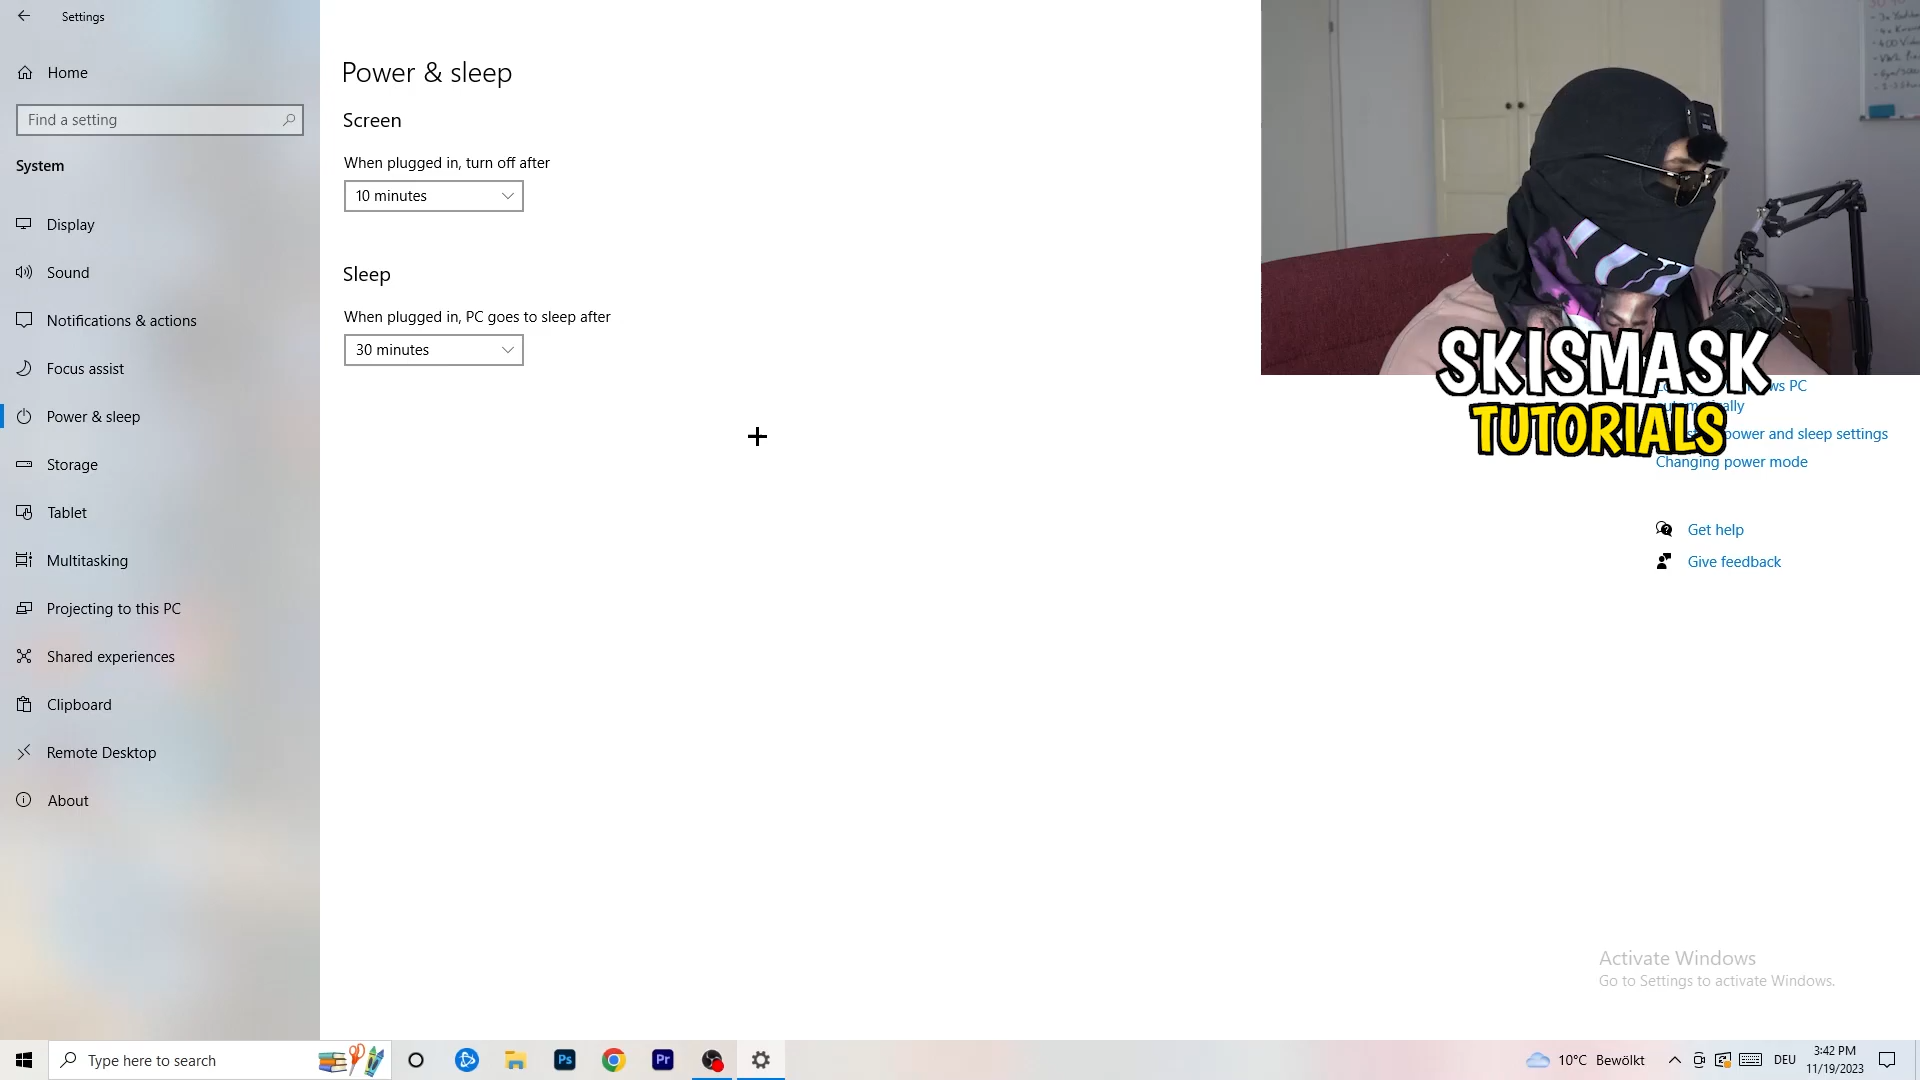 Settings
Home
Find a setting
System
Display
Sound
Notifications & actions
Focus assist
Power & sleep
Storage
Tablet
Multitasking
Projecting to this PC
Shared experiences
Clipboard
Remote Desktop
About
Power & sleep
Screen
When plugged in, turn off after
10 minutes
Sleep
When plugged in, PC goes to sleep after
30 minutes
SKISMASK
TUTORIALS
PC
power and sleep settings
Changing power mode
Get help
Give feedback
Activate Windows
Go to Settings to activate Windows.
Type here to search
Ps
Pr
10°C Bewölkt
DEU
3:42 PM
11/19/2023